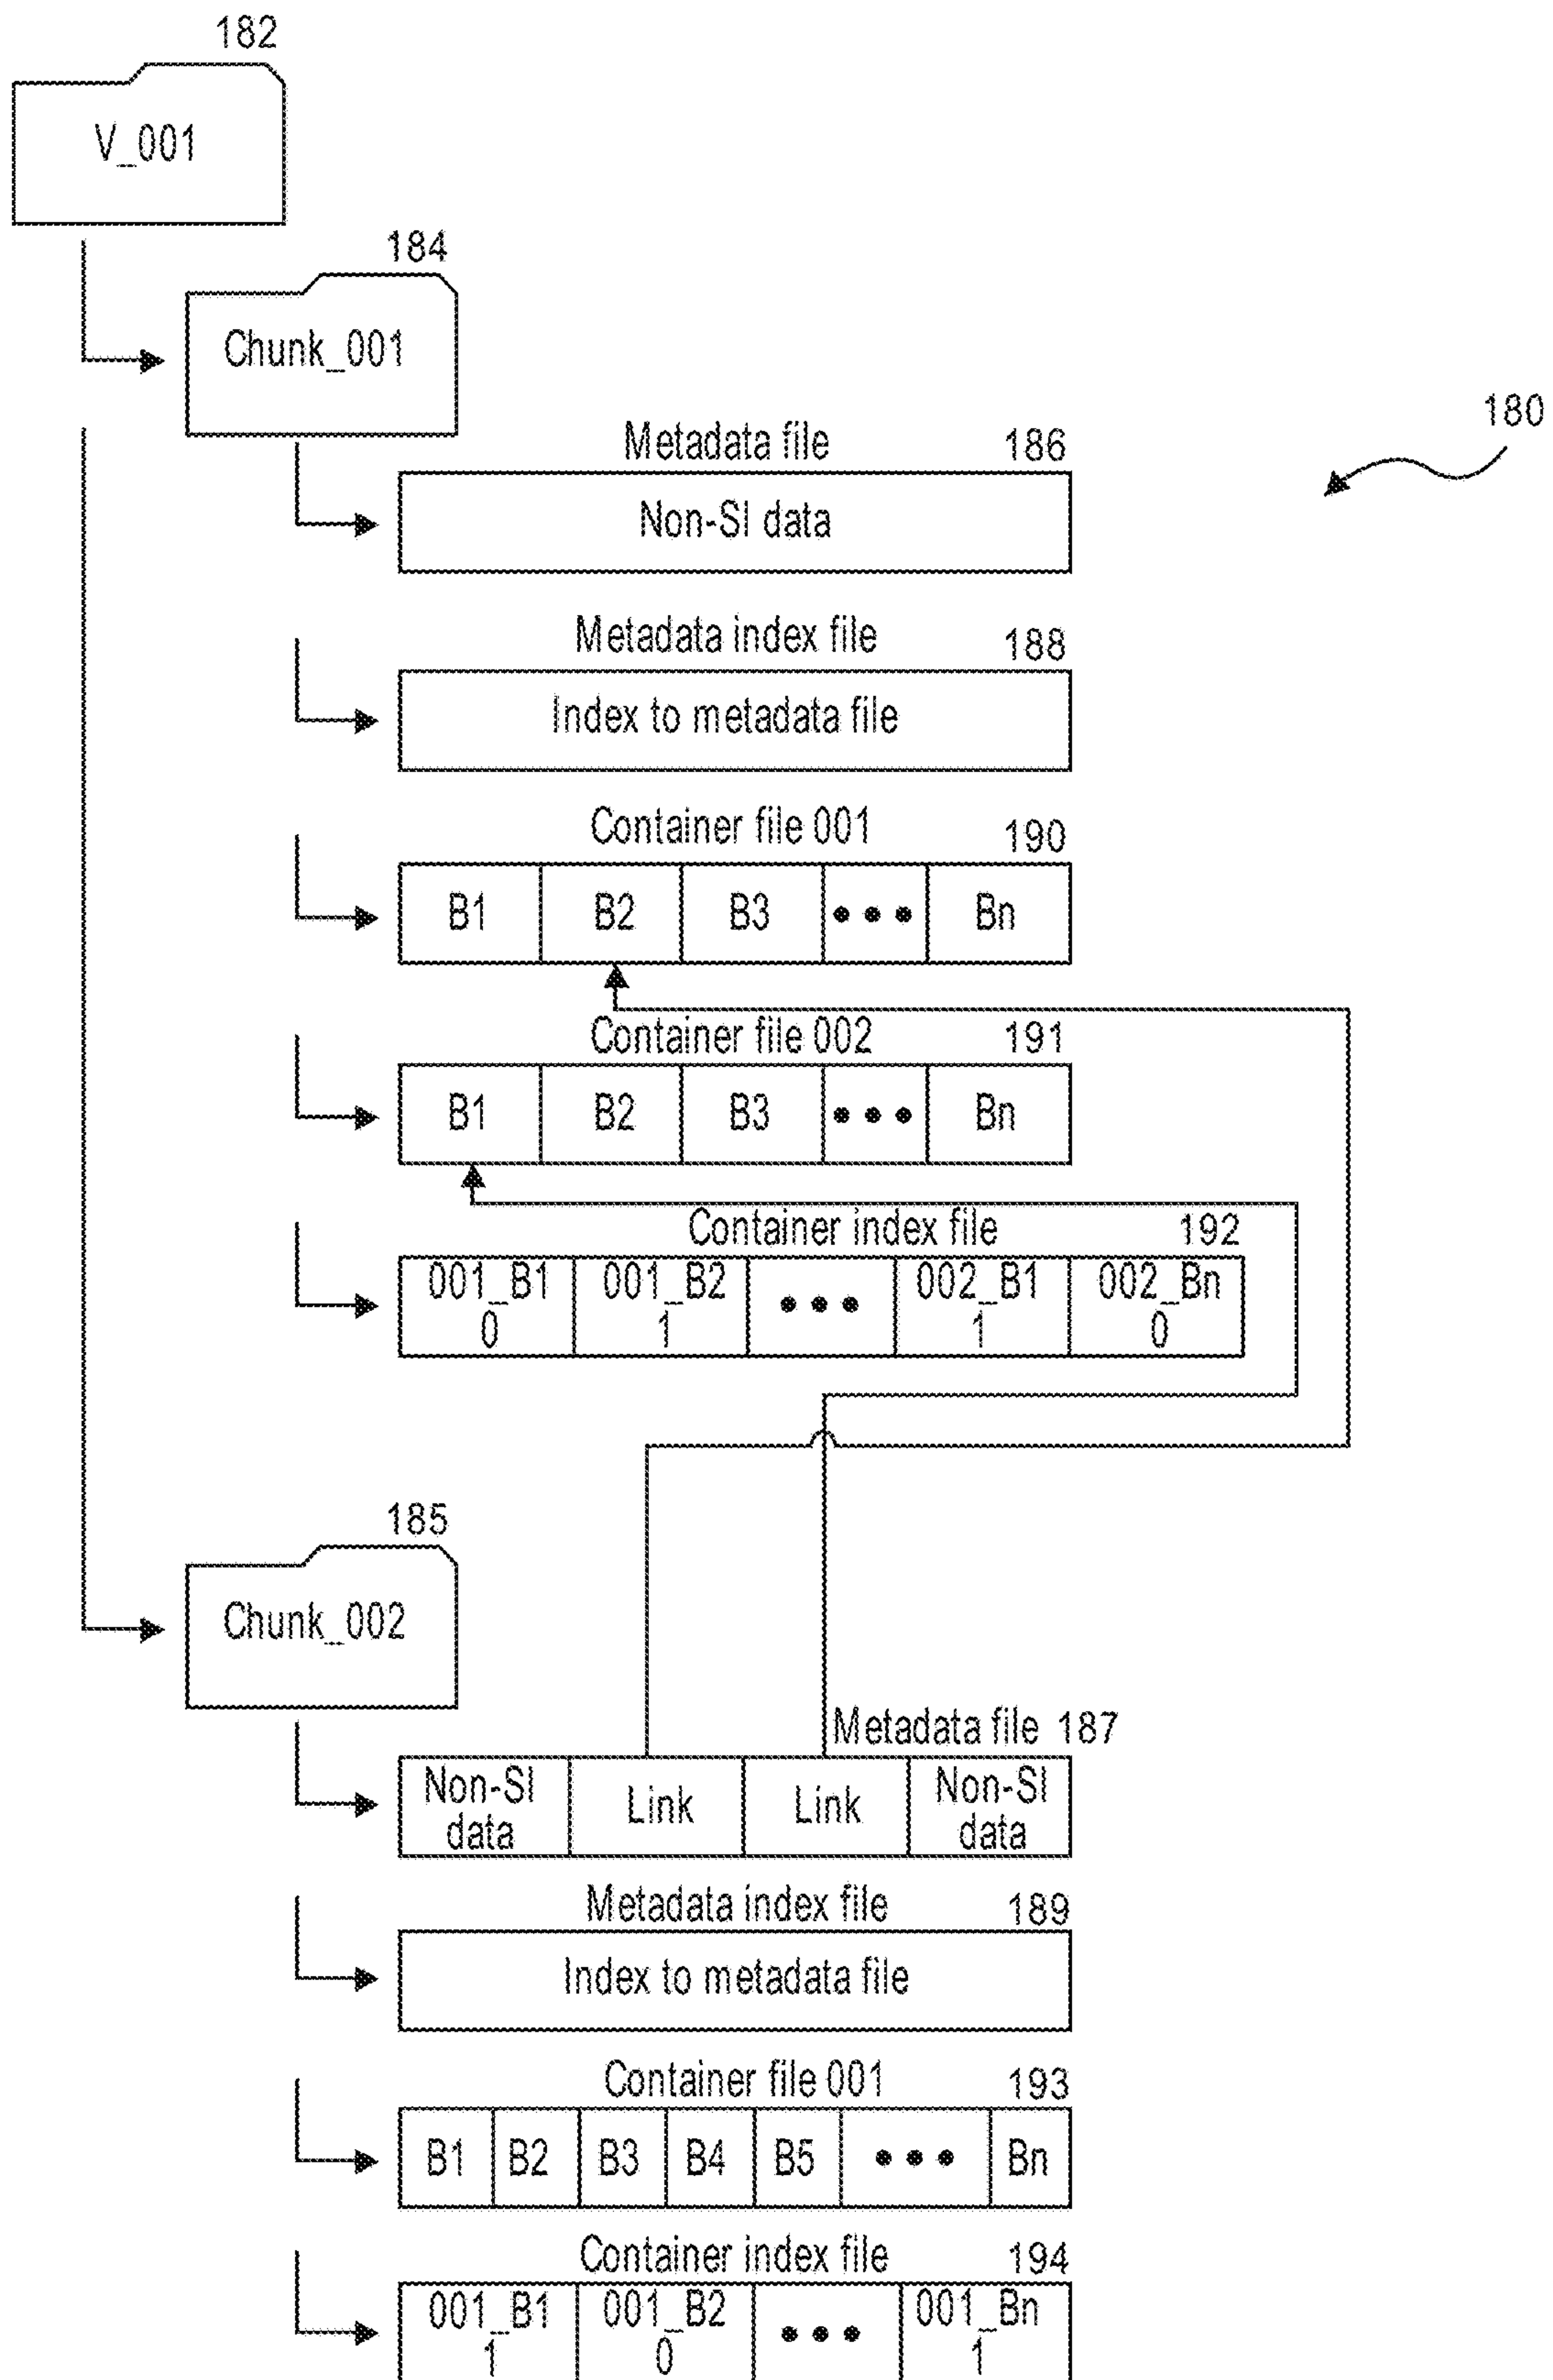 182
V_001
184
Chunk_001
180
Metadata file 186
Non-SI data
Metadata index file 188
Index to metadata file
Container file 001 190
B1 B2 B3 ••• Bn
Container file 002 191
B1 B2 B3 ••• Bn
Container index file 192
001_B1 001_B2 ••• 002_B1 002_Bn
0 1 1 0
185
Chunk_002
Metadata file 187
Non-SI Link Link Non-SI
data data
Metadata index file 189
Index to metadata file
Container file 001 193
B1 B2 B3 B4 B5 ••• Bn
Container index file 194
001_B1 001_B2 ••• 001_Bn
1 0 1